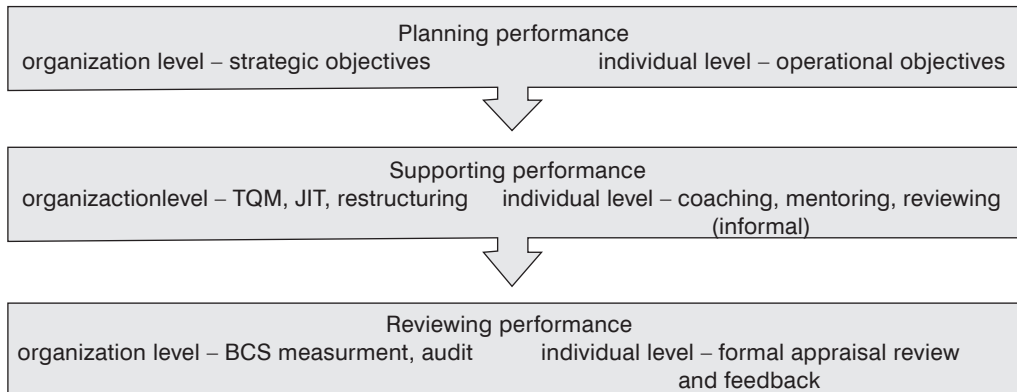 Planning performance
organization level – strategic objectives individual level – operational objectives
Supporting performance
organizactionlevel – TQM, JIT, restructuring individual level – coaching, mentoring, reviewing
(informal)
Reviewing performance
organization level – BCS measurment, audit individual level – formal appraisal review
and feedback